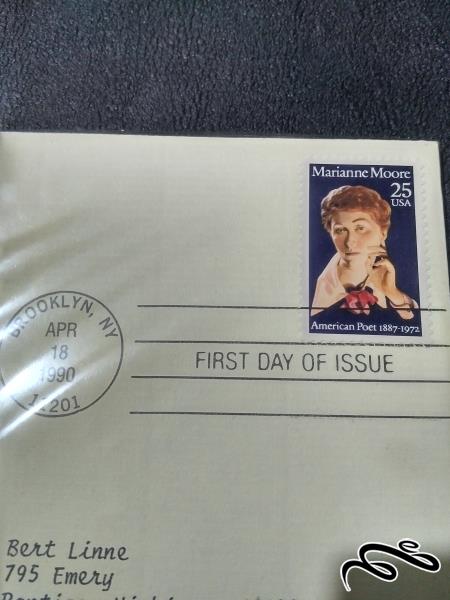 Marianne Moore
25
USA
American Poet 1887-1972
BROOKLYN, NY
APR
18
1990
11201
FIRST DAY OF ISSUE
Bert Linne
795 Emery